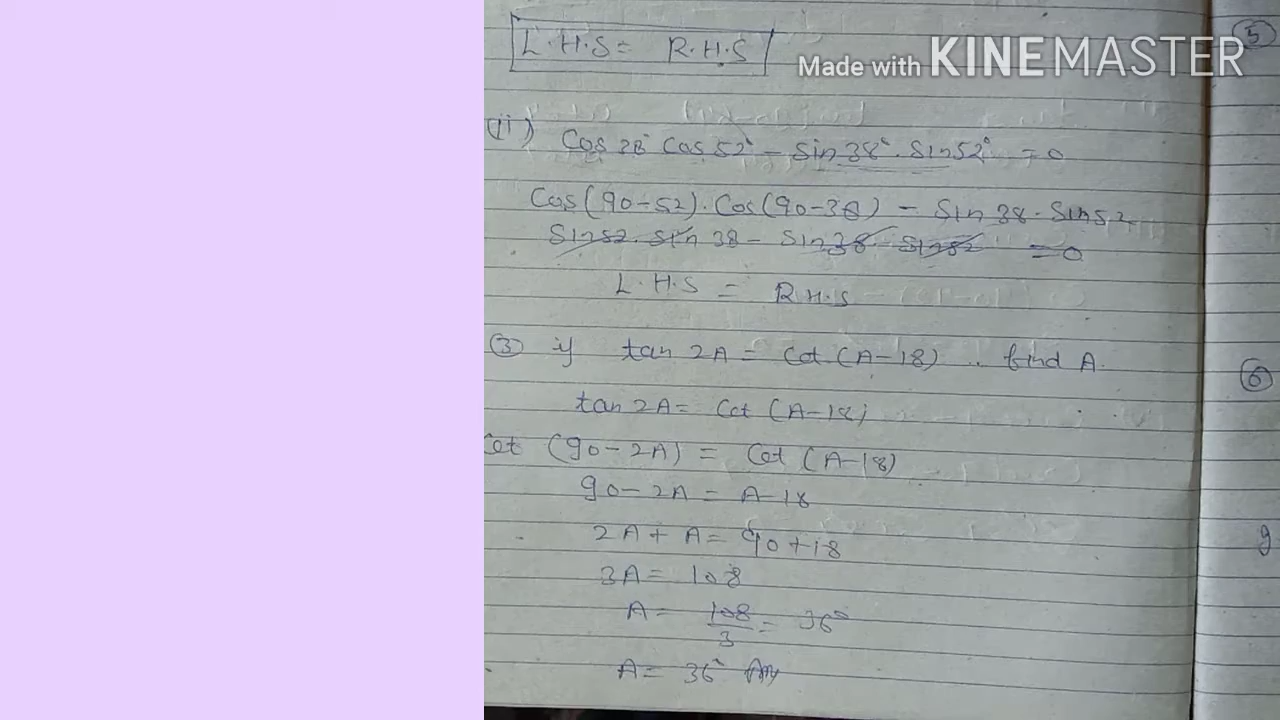 L.H.S = R.H.S
5
Made with KINEMASTER
(ii) Cos 38° Cos 52° - Sin 38°. Sin 52° = 0
Cos (90-52). Cos (90-38) - Sin 38. Sin 52
Sin 52. Sin 38 - Sin 38 Sin 52 = 0
L.H.S = R.H.S
3 if tan 2A = Cot (A-18). find A.
6
tan 2A = Cot (A-18)
Cot (90-2A) = Cot (A-18)
90-2A = A-18
2A + A = 90+18
9
3A = 108
A = 108/3 = 36°
A = 36° Ans